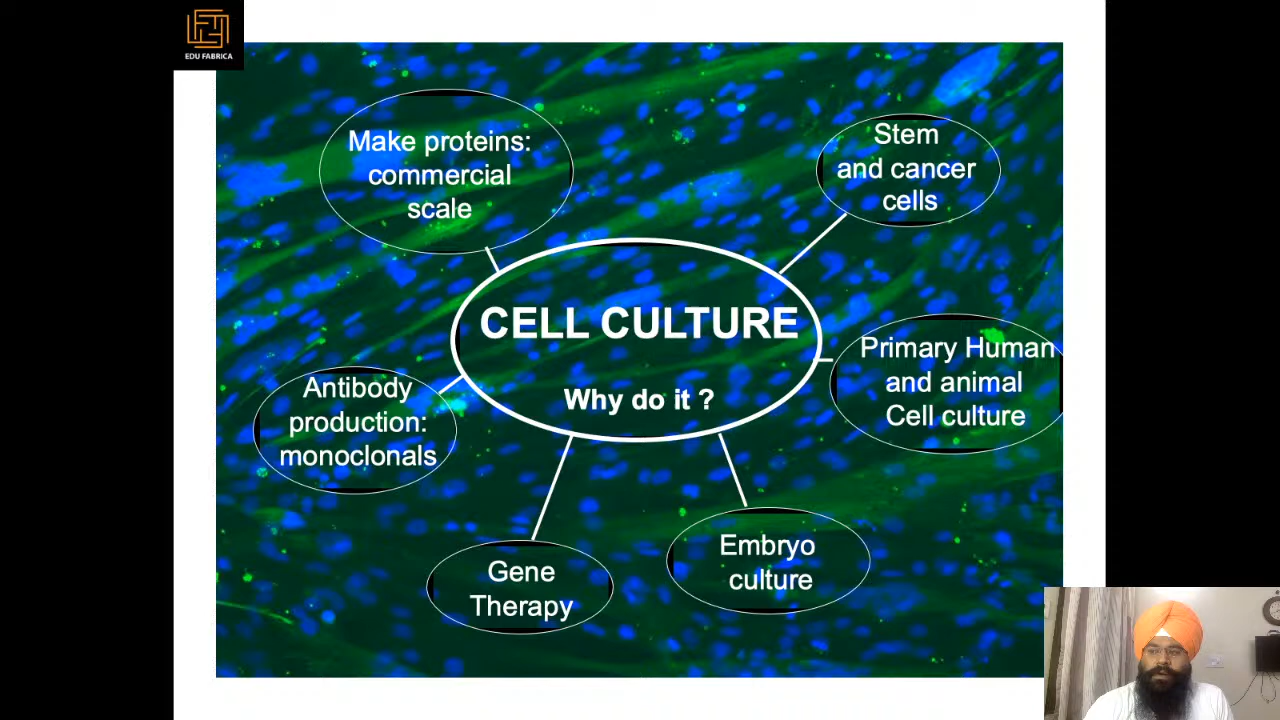 EDU FABRICA
Make proteins:
commercial
scale
Stem
and cancer
cells
CELL CULTURE
Why do it ?
Primary Human
and animal
Cell culture
Antibody
production:
monoclonals
Gene
Therapy
Embryo
culture